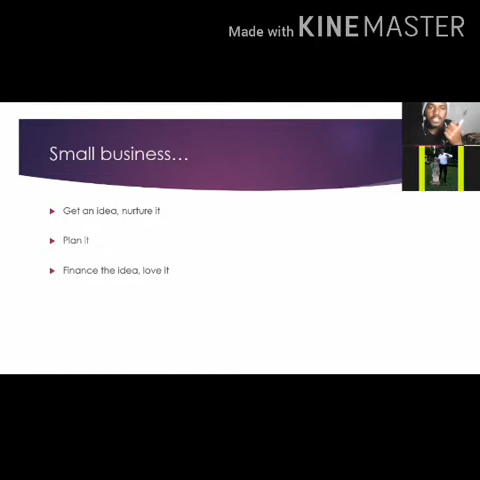 Made with KINEMASTER
Small business...
Get an idea, nurture it
Plan it
Finance the idea, love it